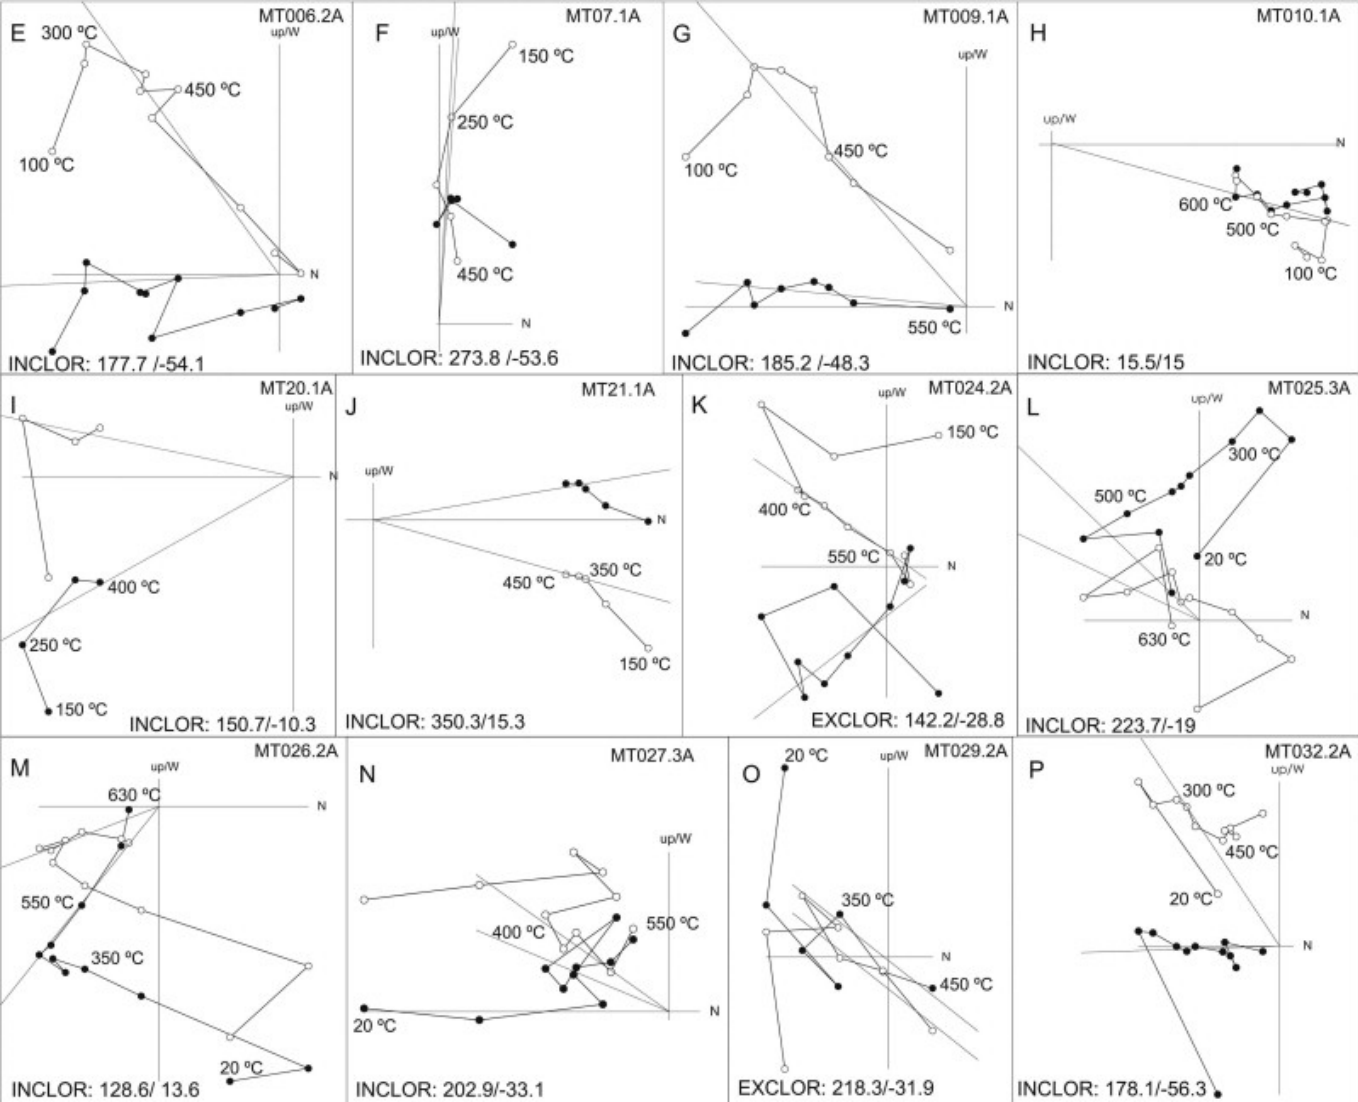 E
MT006.2A
300 ºC
up/W
450 ºC
100 ºC
N
INCLOR: 177.7 /-54.1
F
MT07.1A
up/W
150 ºC
250 ºC
450 ºC
N
INCLOR: 273.8 /-53.6
G
MT009.1A
up/W
450 ºC
100 ºC
N
550 ºC
INCLOR: 185.2 /-48.3
H
MT010.1A
up/W
N
600 ºC
500 ºC
100 ºC
INCLOR: 15.5/15
I
MT20.1A
up/W
N
400 ºC
250 ºC
150 ºC
INCLOR: 150.7/-10.3
J
MT21.1A
up/W
N
450 ºC
350 ºC
150 ºC
INCLOR: 350.3/15.3
K
MT024.2A
up/W
150 ºC
400 ºC
550 ºC
N
EXCLOR: 142.2/-28.8
L
MT025.3A
up/W
300 ºC
500 ºC
20 ºC
N
630 ºC
INCLOR: 223.7/-19
M
MT026.2A
up/W
630 ºC
N
550 ºC
350 ºC
20 ºC
INCLOR: 128.6/ 13.6
N
MT027.3A
up/W
400 ºC
550 ºC
N
20 ºC
INCLOR: 202.9/-33.1
O
20 ºC
up/W
MT029.2A
350 ºC
N
450 ºC
EXCLOR: 218.3/-31.9
P
MT032.2A
up/W
300 ºC
450 ºC
20 ºC
N
INCLOR: 178.1/-56.3